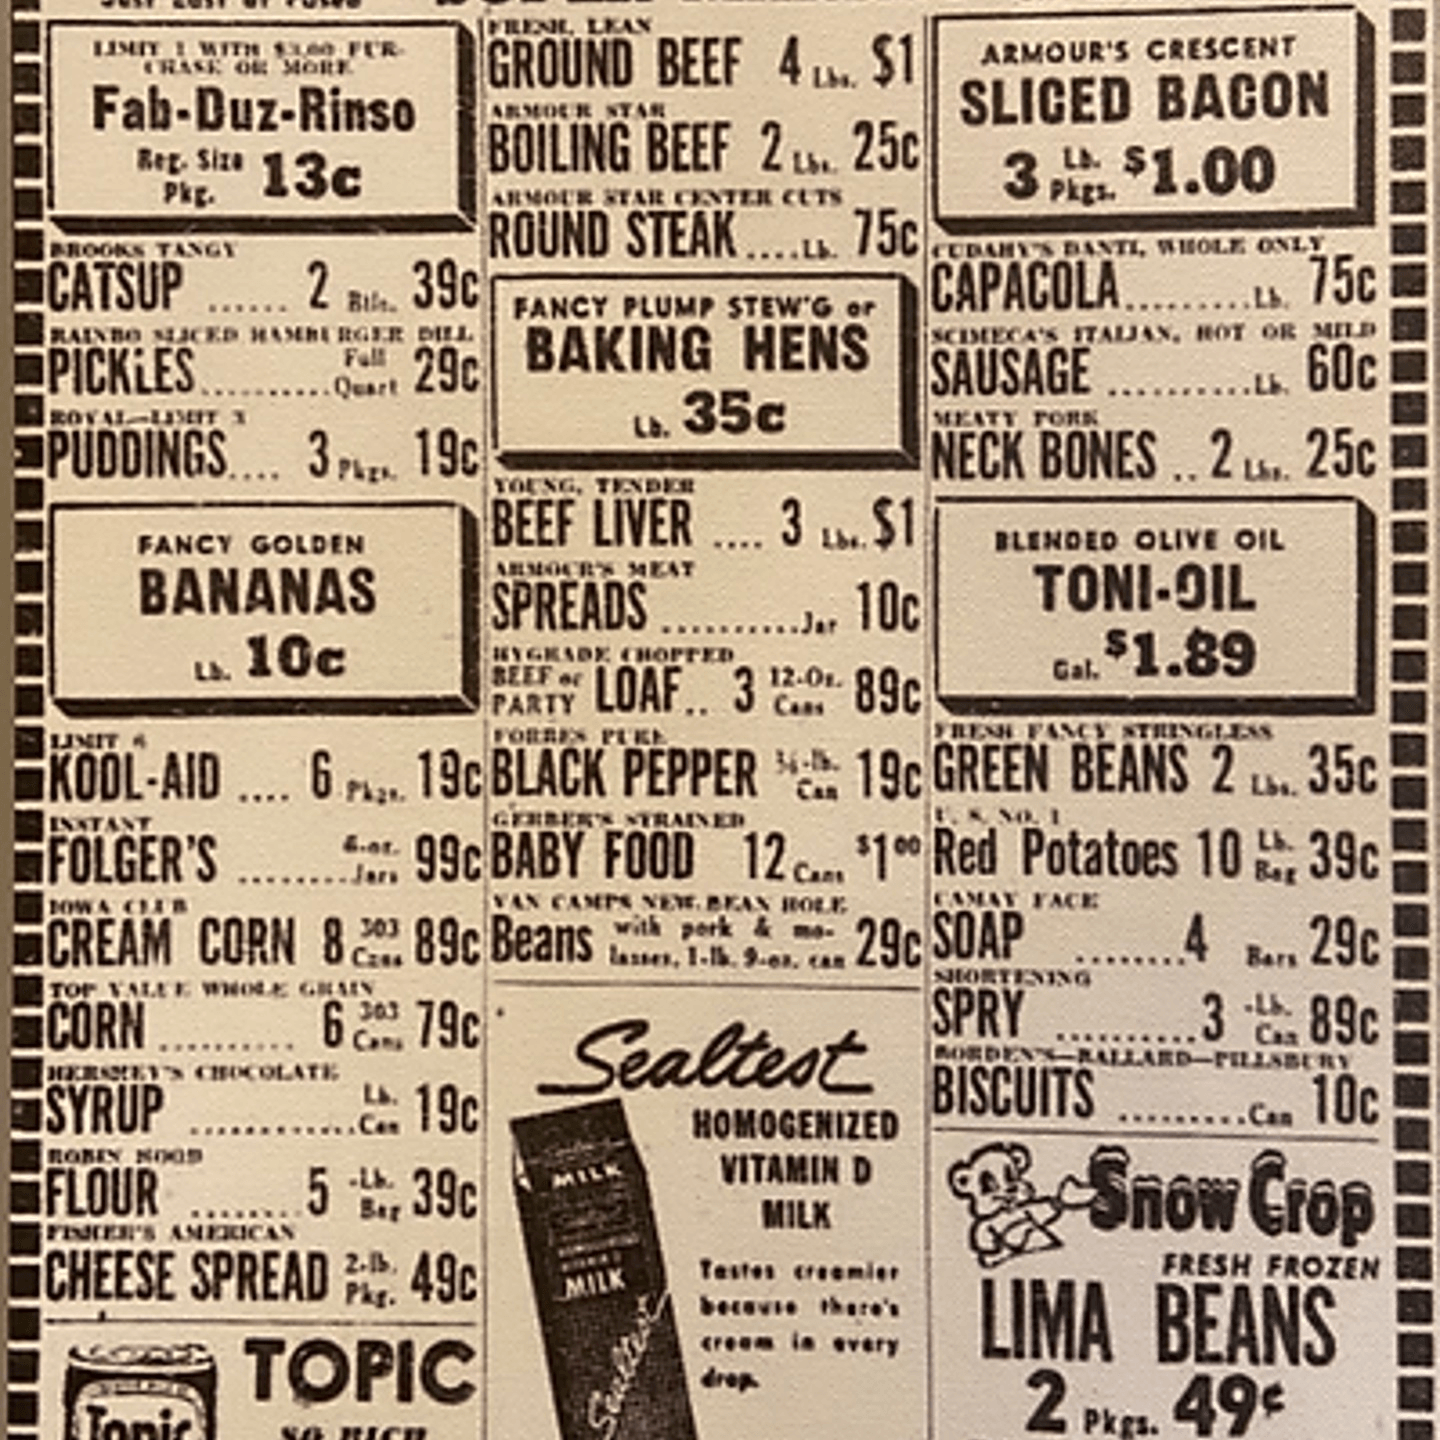 LIMIT 1 WITH $3.00 PUR-
CHASE OR MORE
Fab-Duz-Rinso
Reg. Size
Pkg. 13c
BROOKS TANGY
CATSUP ...... 2 Btls. 39c
RAINBO SLICED HAMBURGER DILL
PICKLES.......... Full Quart 29c
ROYAL—LIMIT 3
PUDDINGS.... 3 Pkgs. 19c
FANCY GOLDEN
BANANAS
Lb. 10c
LIMIT 6
KOOL-AID .... 6 Pkgs. 19c
INSTANT
FOLGER'S ......... 6-oz. Jars 99c
IOWA CLUB
CREAM CORN 8 303 Cans 89c
TOP VALUE WHOLE GRAIN
CORN .......... 6 303 Cans 79c
HERSHEY'S CHOCOLATE
SYRUP ............ Lb. Can 19c
ROBIN HOOD
FLOUR ........ 5 -Lb. Bag 39c
FISHER'S AMERICAN
CHEESE SPREAD 2-lb. Pkg. 49c
TOPIC
Topic
SO RICH
FRESH, LEAN
GROUND BEEF 4 Lbs. $1
ARMOUR STAR
BOILING BEEF 2 Lbs. 25c
ARMOUR STAR CENTER CUTS
ROUND STEAK ....Lb. 75c
FANCY PLUMP STEW'G or
BAKING HENS
Lb. 35c
YOUNG, TENDER
BEEF LIVER .... 3 Lbs. $1
ARMOUR'S MEAT
SPREADS ..........Jar 10c
HYGRADE CHOPPED
BEEF or PARTY LOAF.. 3 12-Oz. Cans 89c
FORBES PURE
BLACK PEPPER Can 19c
GERBER'S STRAINED
BABY FOOD 12 Cans $1⁰⁰
VAN CAMPS NEW BEAN HOLE
Beans with pork & mo-
lasses, 1-lb. 9-oz. can 29c
Sealtest
HOMOGENIZED
VITAMIN D
MILK
MILK
MILK
Sealtest
Tastes creamier
because there's
cream in every
drop.
ARMOUR'S CRESCENT
SLICED BACON
3 Lb. Pkgs. $1.00
CUDAHY'S DANTI, WHOLE ONLY
CAPACOLA.........Lb. 75c
SCIMECA'S ITALIAN, HOT OR MILD
SAUSAGE ..........Lb. 60c
MEATY PORK
NECK BONES .. 2 Lbs. 25c
BLENDED OLIVE OIL
TONI-OIL
Gal. $1.89
FRESH FANCY STRINGLESS
GREEN BEANS 2 Lbs. 35c
U. S. NO. 1
Red Potatoes 10 Lb. Bag 39c
CAMAY FACE
SOAP ........4 Bars 29c
SHORTENING
SPRY ..........3 -Lb. Can 89c
BORDEN'S—BALLARD—PILLSBURY
BISCUITS .........Can 10c
Snow Crop
FRESH FROZEN
LIMA BEANS
2 Pkgs. 49¢